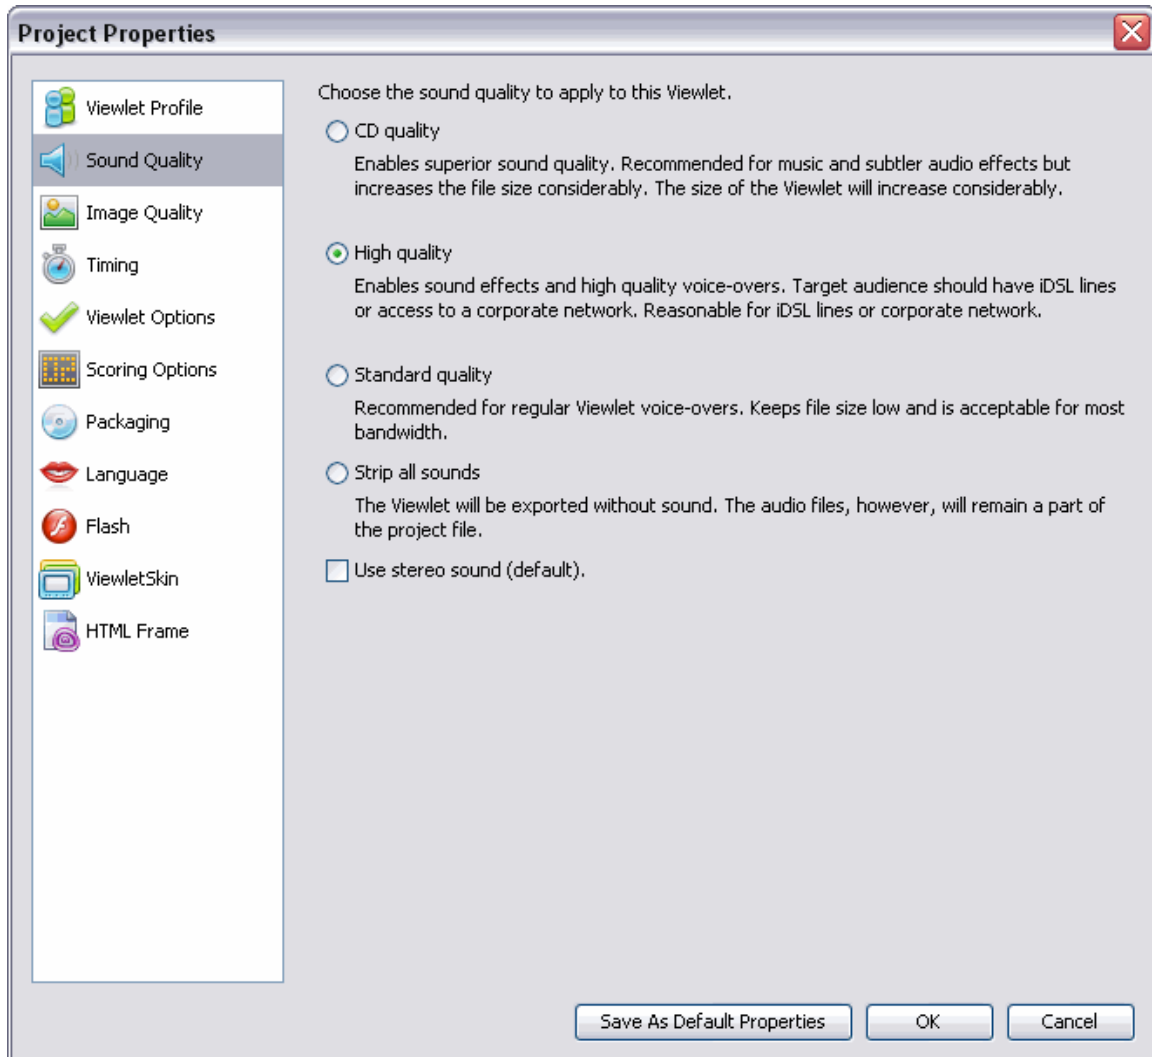 Project Properties
Viewlet Profile
Sound Quality
Image Quality
Timing
Viewlet Options
Scoring Options
Packaging
Language
Flash
ViewletSkin
HTML Frame
Choose the sound quality to apply to this Viewlet.
CD quality
Enables superior sound quality. Recommended for music and subtler audio effects but
increases the file size considerably. The size of the Viewlet will increase considerably.
High quality
Enables sound effects and high quality voice-overs. Target audience should have iDSL lines
or access to a corporate network. Reasonable for iDSL lines or corporate network.
Standard quality
Recommended for regular Viewlet voice-overs. Keeps file size low and is acceptable for most
bandwidth.
Strip all sounds
The Viewlet will be exported without sound. The audio files, however, will remain a part of
the project file.
Use stereo sound (default).
Save As Default Properties
OK
Cancel